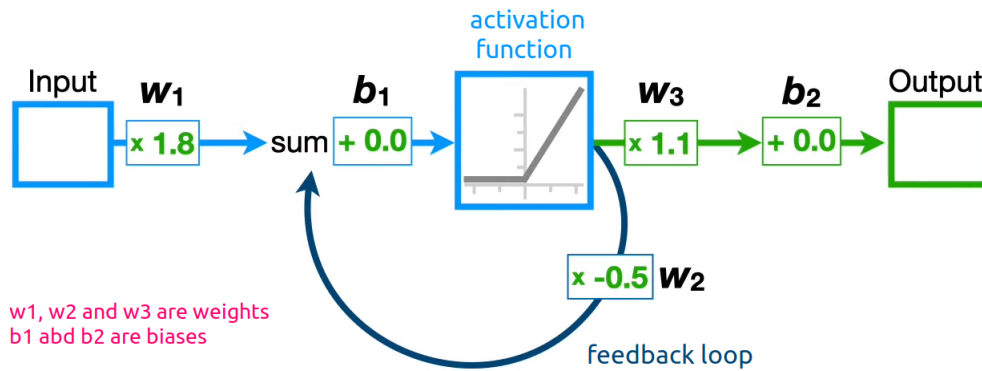 activation
function
Input
w1
b1
w3
b2
Output
x 1.8
sum
+ 0.0
x 1.1
+ 0.0
x -0.5
w2
w1, w2 and w3 are weights
b1 abd b2 are biases
feedback loop